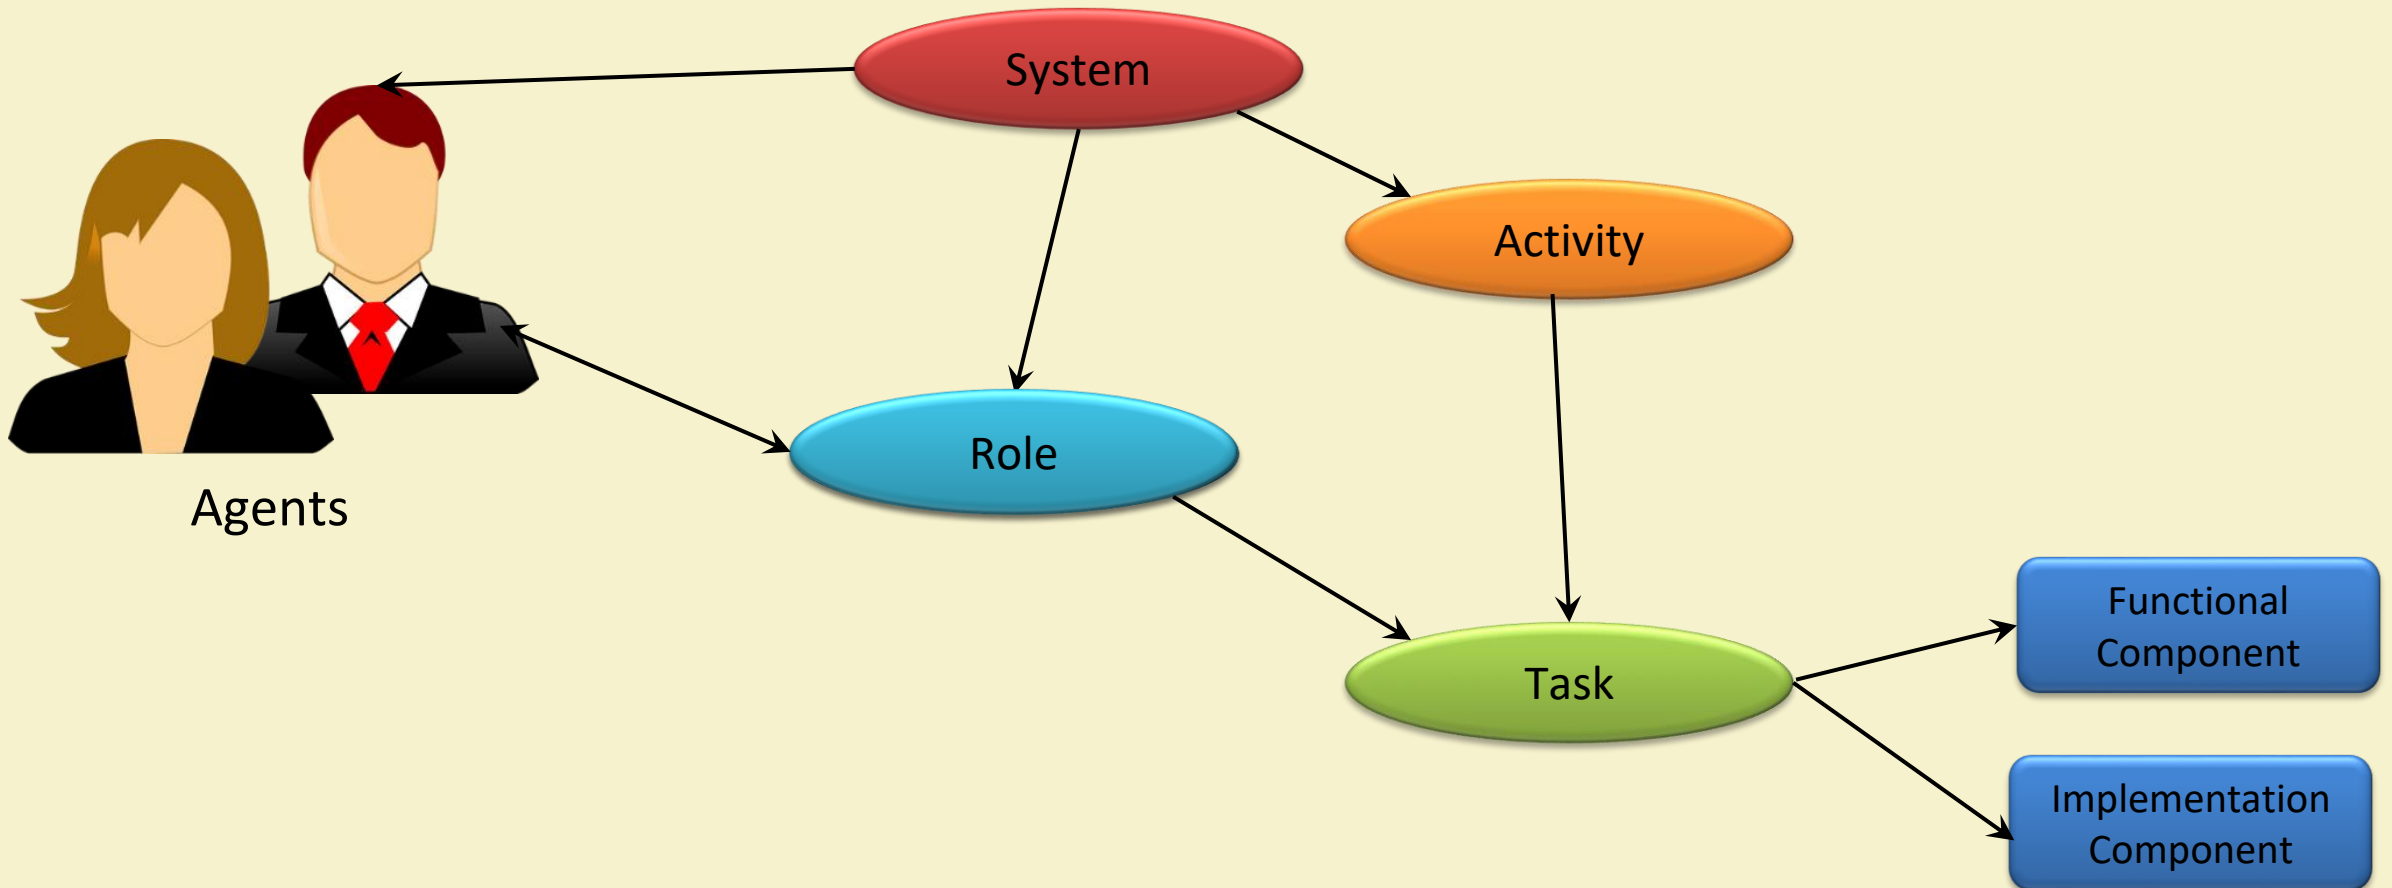 System
Activity
Role
Agents
Functional
Component
Task
Implementation
Component